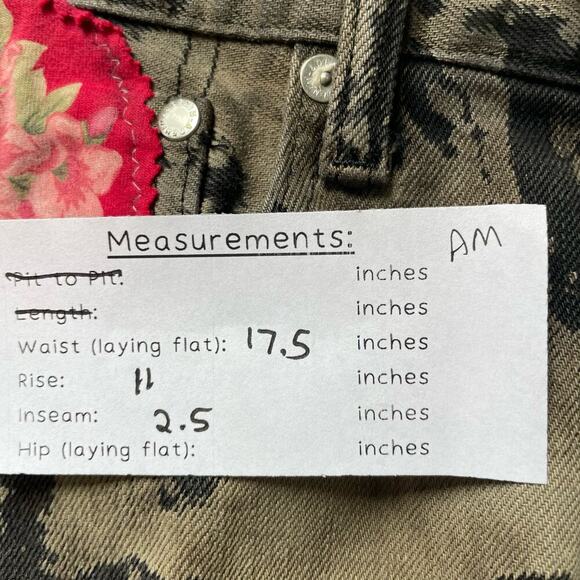 Measurements: AM
Pit to Pit: inches
Length: inches
Waist (laying flat): 17.5 inches
Rise: 11 inches
Inseam: 2.5 inches
Hip (laying flat): inches